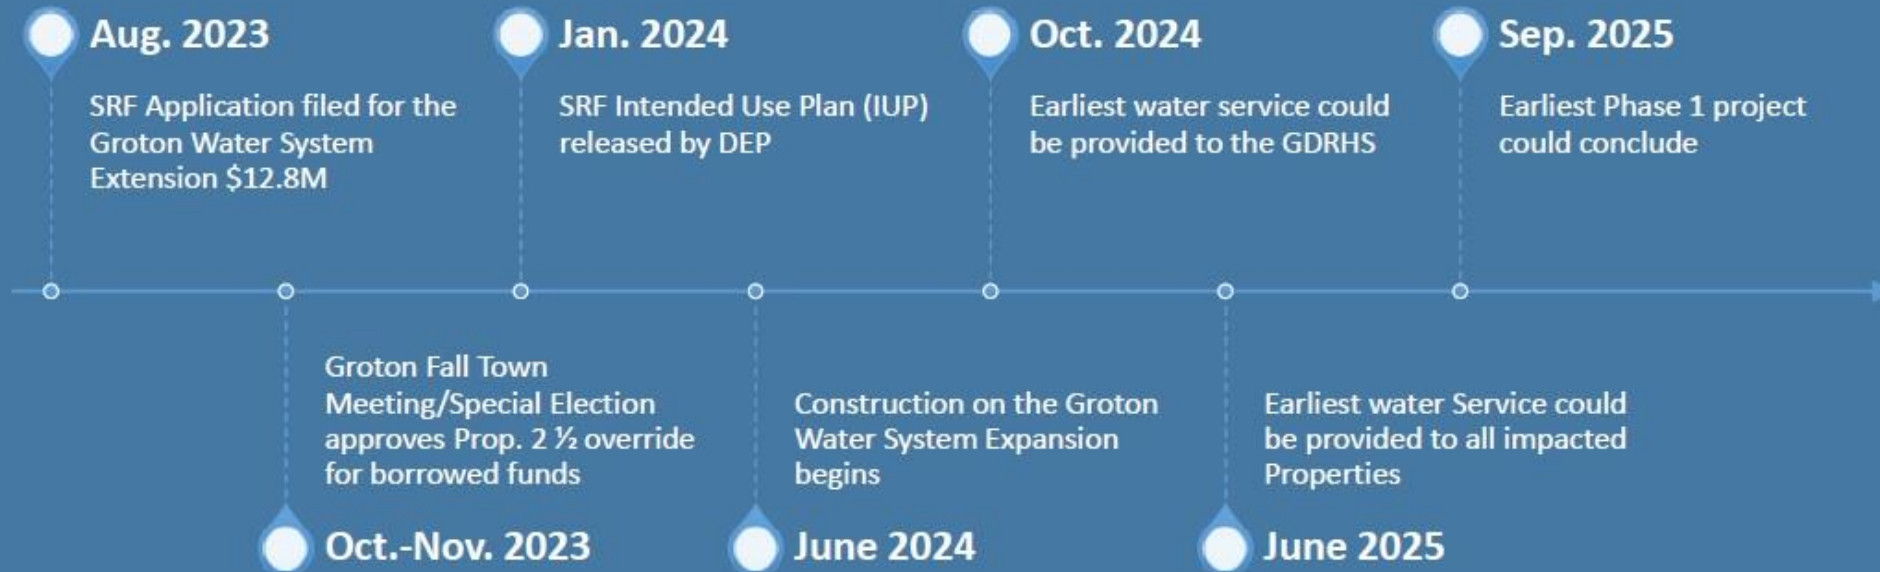 Aug. 2023
SRF Application filed for the
Groton Water System
Extension $12.8M
Groton Fall Town
Meeting/Special Election
approves Prop. 2 ½ override
for borrowed funds
Oct.-Nov. 2023
Jan. 2024
SRF Intended Use Plan (IUP)
released by DEP
Construction on the Groton
Water System Expansion
begins
June 2024
Oct. 2024
Earliest water service could
be provided to the GDRHS
Earliest water Service could
be provided to all impacted
Properties
June 2025
Sep. 2025
Earliest Phase 1 project
could conclude